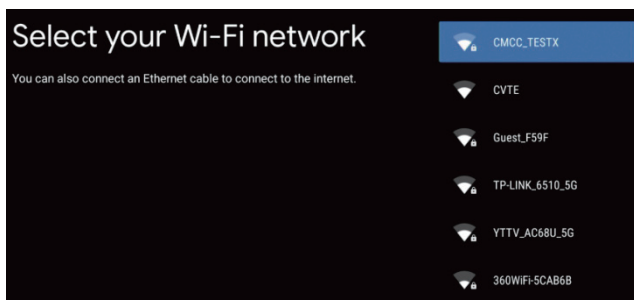 Select your Wi-Fi network
You can also connect an Ethernet cable to connect to the internet.
CMCC_TESTX
CVTE
Guest_F59F
TP-LINK_6510_5G
YTTV_AC68U_5G
360WiFi-5CAB6B